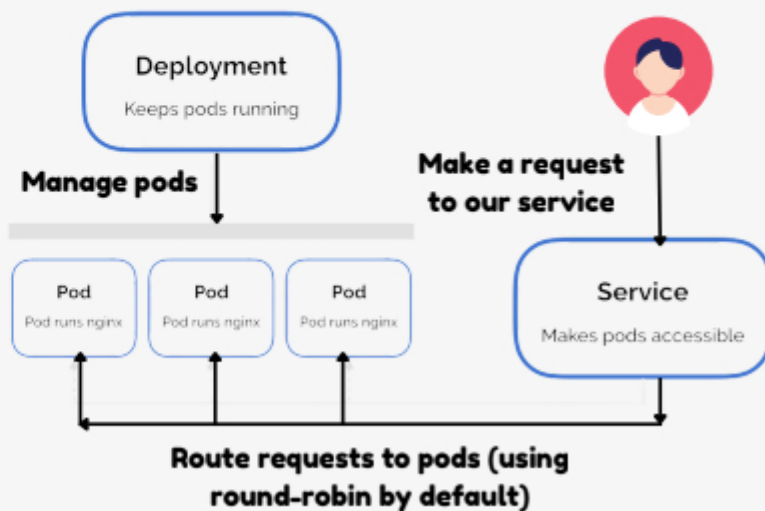 Deployment
Keeps pods running
Manage pods
Make a request
to our service
Pod
Pod runs nginx
Pod
Pod runs nginx
Pod
Pod runs nginx
Service
Makes pods accessible
Route requests to pods (using
round-robin by default)